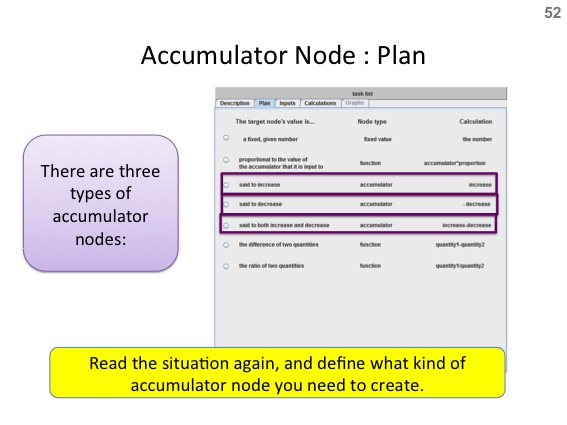 52
Accumulator Node : Plan
There are three
types of
accumulator
nodes:
task list
Description Plan Inputs Calculations Graphs
The target node's value is... Node type Calculation
a fixed, given number fixed value the number
proportional to the value of
the accumulator that it is input to function accumulator*proportion
said to increase accumulator increase
said to decrease accumulator - decrease
said to both increase and decrease accumulator increase-decrease
the difference of two quantities function quantity1-quantity2
the ratio of two quantities function quantity1/quantity2
Read the situation again, and define what kind of
accumulator node you need to create.